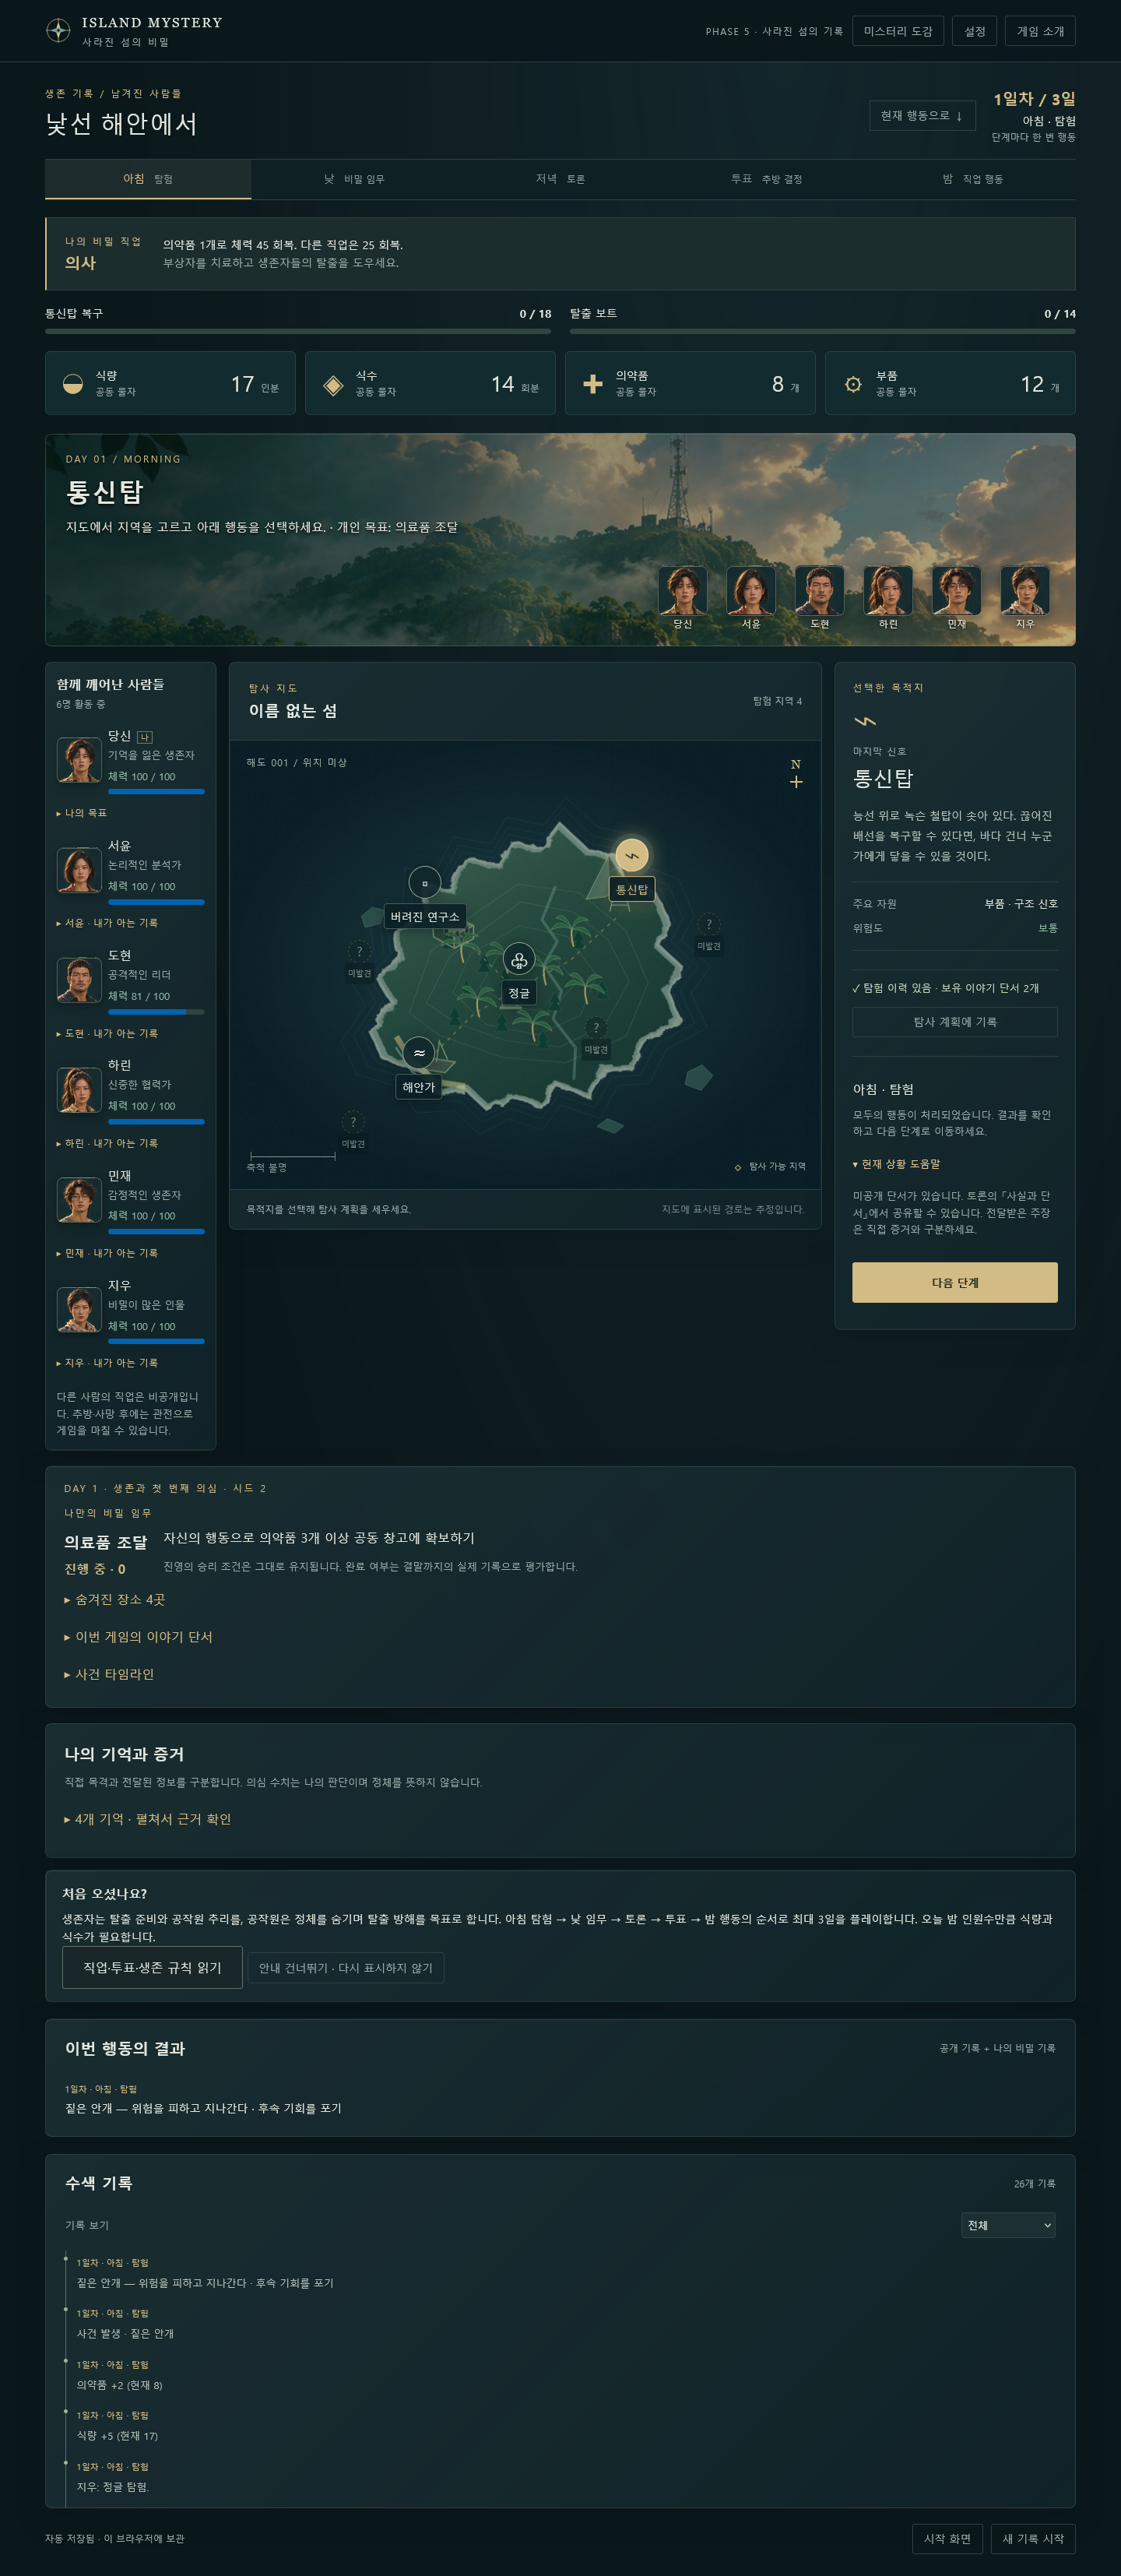 ISLAND MYSTERY
사라진 섬의 비밀
PHASE 5 · 사라진 섬의 기록
미스터리 도감
설정
게임 소개
생존 기록 / 남겨진 사람들
낯선 해안에서
현재 행동으로 ↓
1일차 / 3일
아침 · 탐험
단계마다 한 번 행동
아침 탐험
낮 비밀 임무
저녁 토론
투표 추방 결정
밤 직업 행동
나의 비밀 직업
의사
의약품 1개로 체력 45 회복. 다른 직업은 25 회복.
부상자를 치료하고 생존자들의 탈출을 도우세요.
통신탑 복구 0 / 18
탈출 보트 0 / 14
식량
공동 물자
17 인분
식수
공동 물자
14 회분
의약품
공동 물자
8 개
부품
공동 물자
12 개
DAY 01 / MORNING
통신탑
지도에서 지역을 고르고 아래 행동을 선택하세요. · 개인 목표: 의료품 조달
당신
서윤
도현
하린
민재
지우
함께 깨어난 사람들
6명 활동 중
당신 나
기억을 잃은 생존자
체력 100 / 100
▸ 나의 목표
서윤
논리적인 분석가
체력 100 / 100
▸ 서윤 · 내가 아는 기록
도현
공격적인 리더
체력 81 / 100
▸ 도현 · 내가 아는 기록
하린
신중한 협력가
체력 100 / 100
▸ 하린 · 내가 아는 기록
민재
감정적인 생존자
체력 100 / 100
▸ 민재 · 내가 아는 기록
지우
비밀이 많은 인물
체력 100 / 100
▸ 지우 · 내가 아는 기록
다른 사람의 직업은 비공개입니
다. 추방·사망 후에는 관전으로
게임을 마칠 수 있습니다.
탐사 지도
이름 없는 섬
탐험 지역 4
해도 001 / 위치 미상
N
통신탑
버려진 연구소
?
미발견
?
미발견
정글
?
미발견
해안가
?
미발견
축척 불명
탐사 가능 지역
목적지를 선택해 탐사 계획을 세우세요.
지도에 표시된 경로는 추정입니다.
선택한 목적지
마지막 신호
통신탑
능선 위로 녹슨 철탑이 솟아 있다. 끊어진
배선을 복구할 수 있다면, 바다 건너 누군
가에게 닿을 수 있을 것이다.
주요 자원 부품 · 구조 신호
위험도 보통
✓ 탐험 이력 있음 · 보유 이야기 단서 2개
탐사 계획에 기록
아침 · 탐험
모두의 행동이 처리되었습니다. 결과를 확인
하고 다음 단계로 이동하세요.
▾ 현재 상황 도움말
미공개 단서가 있습니다. 토론의 「사실과 단
서」에서 공유할 수 있습니다. 전달받은 주장
은 직접 증거와 구분하세요.
다음 단계
DAY 1 · 생존과 첫 번째 의심 · 시드 2
나만의 비밀 임무
의료품 조달
진행 중 · 0
자신의 행동으로 의약품 3개 이상 공동 창고에 확보하기
진영의 승리 조건은 그대로 유지됩니다. 완료 여부는 결말까지의 실제 기록으로 평가합니다.
▸ 숨겨진 장소 4곳
▸ 이번 게임의 이야기 단서
▸ 사건 타임라인
나의 기억과 증거
직접 목격과 전달된 정보를 구분합니다. 의심 수치는 나의 판단이며 정체를 뜻하지 않습니다.
▸ 4개 기억 · 펼쳐서 근거 확인
처음 오셨나요?
생존자는 탈출 준비와 공작원 추리를, 공작원은 정체를 숨기며 탈출 방해를 목표로 합니다. 아침 탐험 → 낮 임무 → 토론 → 투표 → 밤 행동의 순서로 최대 3일을 플레이합니다. 오늘 밤 인원수만큼 식량과
식수가 필요합니다.
직업·투표·생존 규칙 읽기
안내 건너뛰기 · 다시 표시하지 않기
이번 행동의 결과
공개 기록 + 나의 비밀 기록
1일차 · 아침 · 탐험
짙은 안개 — 위험을 피하고 지나간다 · 후속 기회를 포기
수색 기록
26개 기록
기록 보기
전체
1일차 · 아침 · 탐험
짙은 안개 — 위험을 피하고 지나간다 · 후속 기회를 포기
1일차 · 아침 · 탐험
사건 발생 · 짙은 안개
1일차 · 아침 · 탐험
의약품 +2 (현재 8)
1일차 · 아침 · 탐험
식량 +5 (현재 17)
1일차 · 아침 · 탐험
지우: 정글 탐험.
자동 저장됨 · 이 브라우저에 보관
시작 화면
새 기록 시작